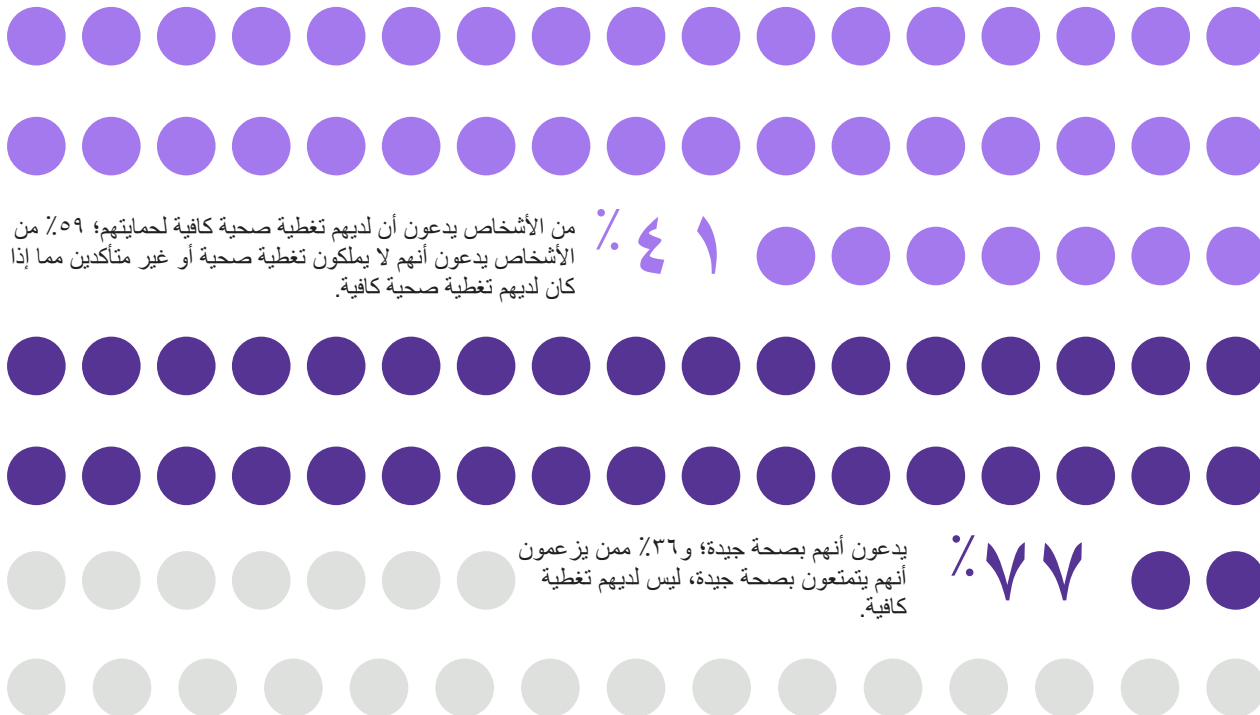 ٤١٪
من الأشخاص يدعون أن لديهم تغطية صحية كافية لحمايتهم؛ ٥٩٪ من
الأشخاص يدعون أنهم لا يملكون تغطية صحية أو غير متأكدين مما إذا
كان لديهم تغطية صحية كافية.
٧٧٪
يدعون أنهم بصحة جيدة؛ و٣٦٪ ممن يزعمون
أنهم يتمتعون بصحة جيدة، ليس لديهم تغطية
كافية.